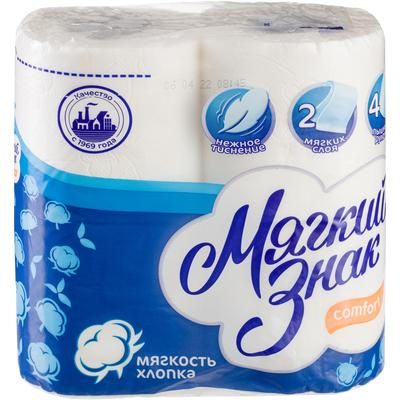 06 04 22 08:45
Качество
с 1969 года
нежное
тиснение
2
мягких
слоя
4
Мягкий
Знак
comfort
мягкость
хлопка